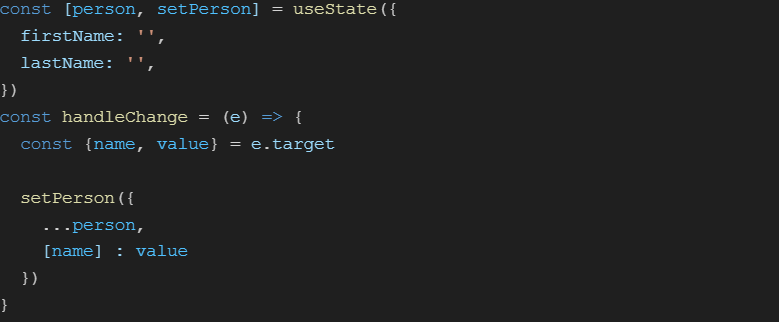 const [person, setPerson] = useState({
  firstName: '',
  lastName: '',
})
const handleChange = (e) => {
  const {name, value} = e.target

  setPerson({
    ...person,
    [name] : value
  })
}